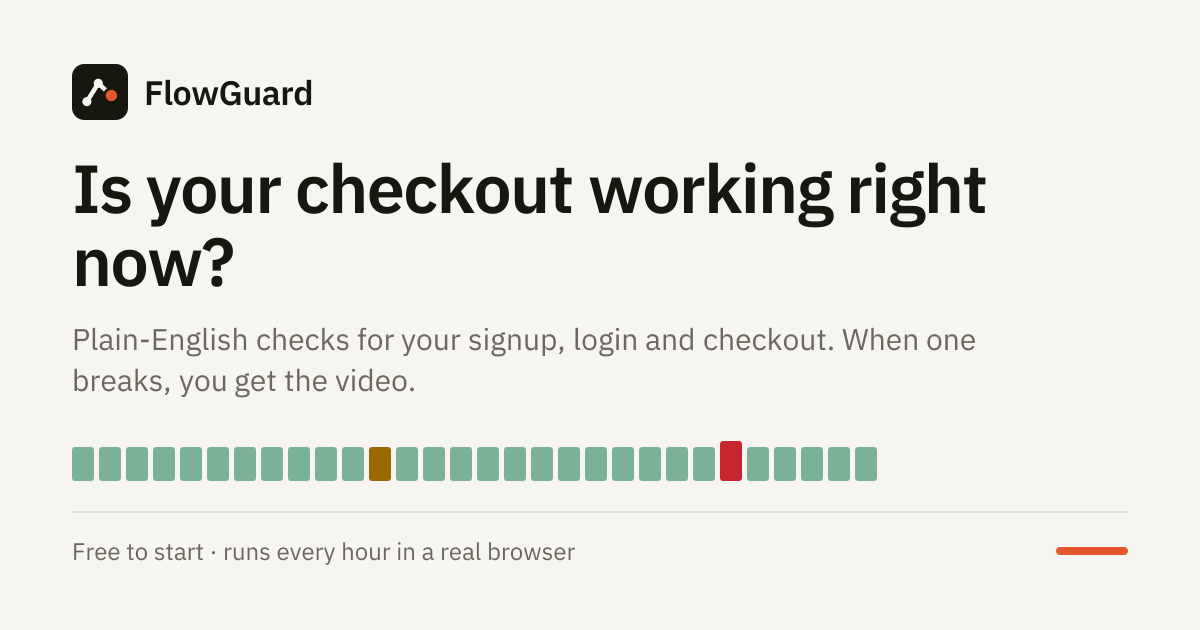 FlowGuard
Is your checkout working right
now?
Plain-English checks for your signup, login and checkout. When one
breaks, you get the video.
Free to start · runs every hour in a real browser